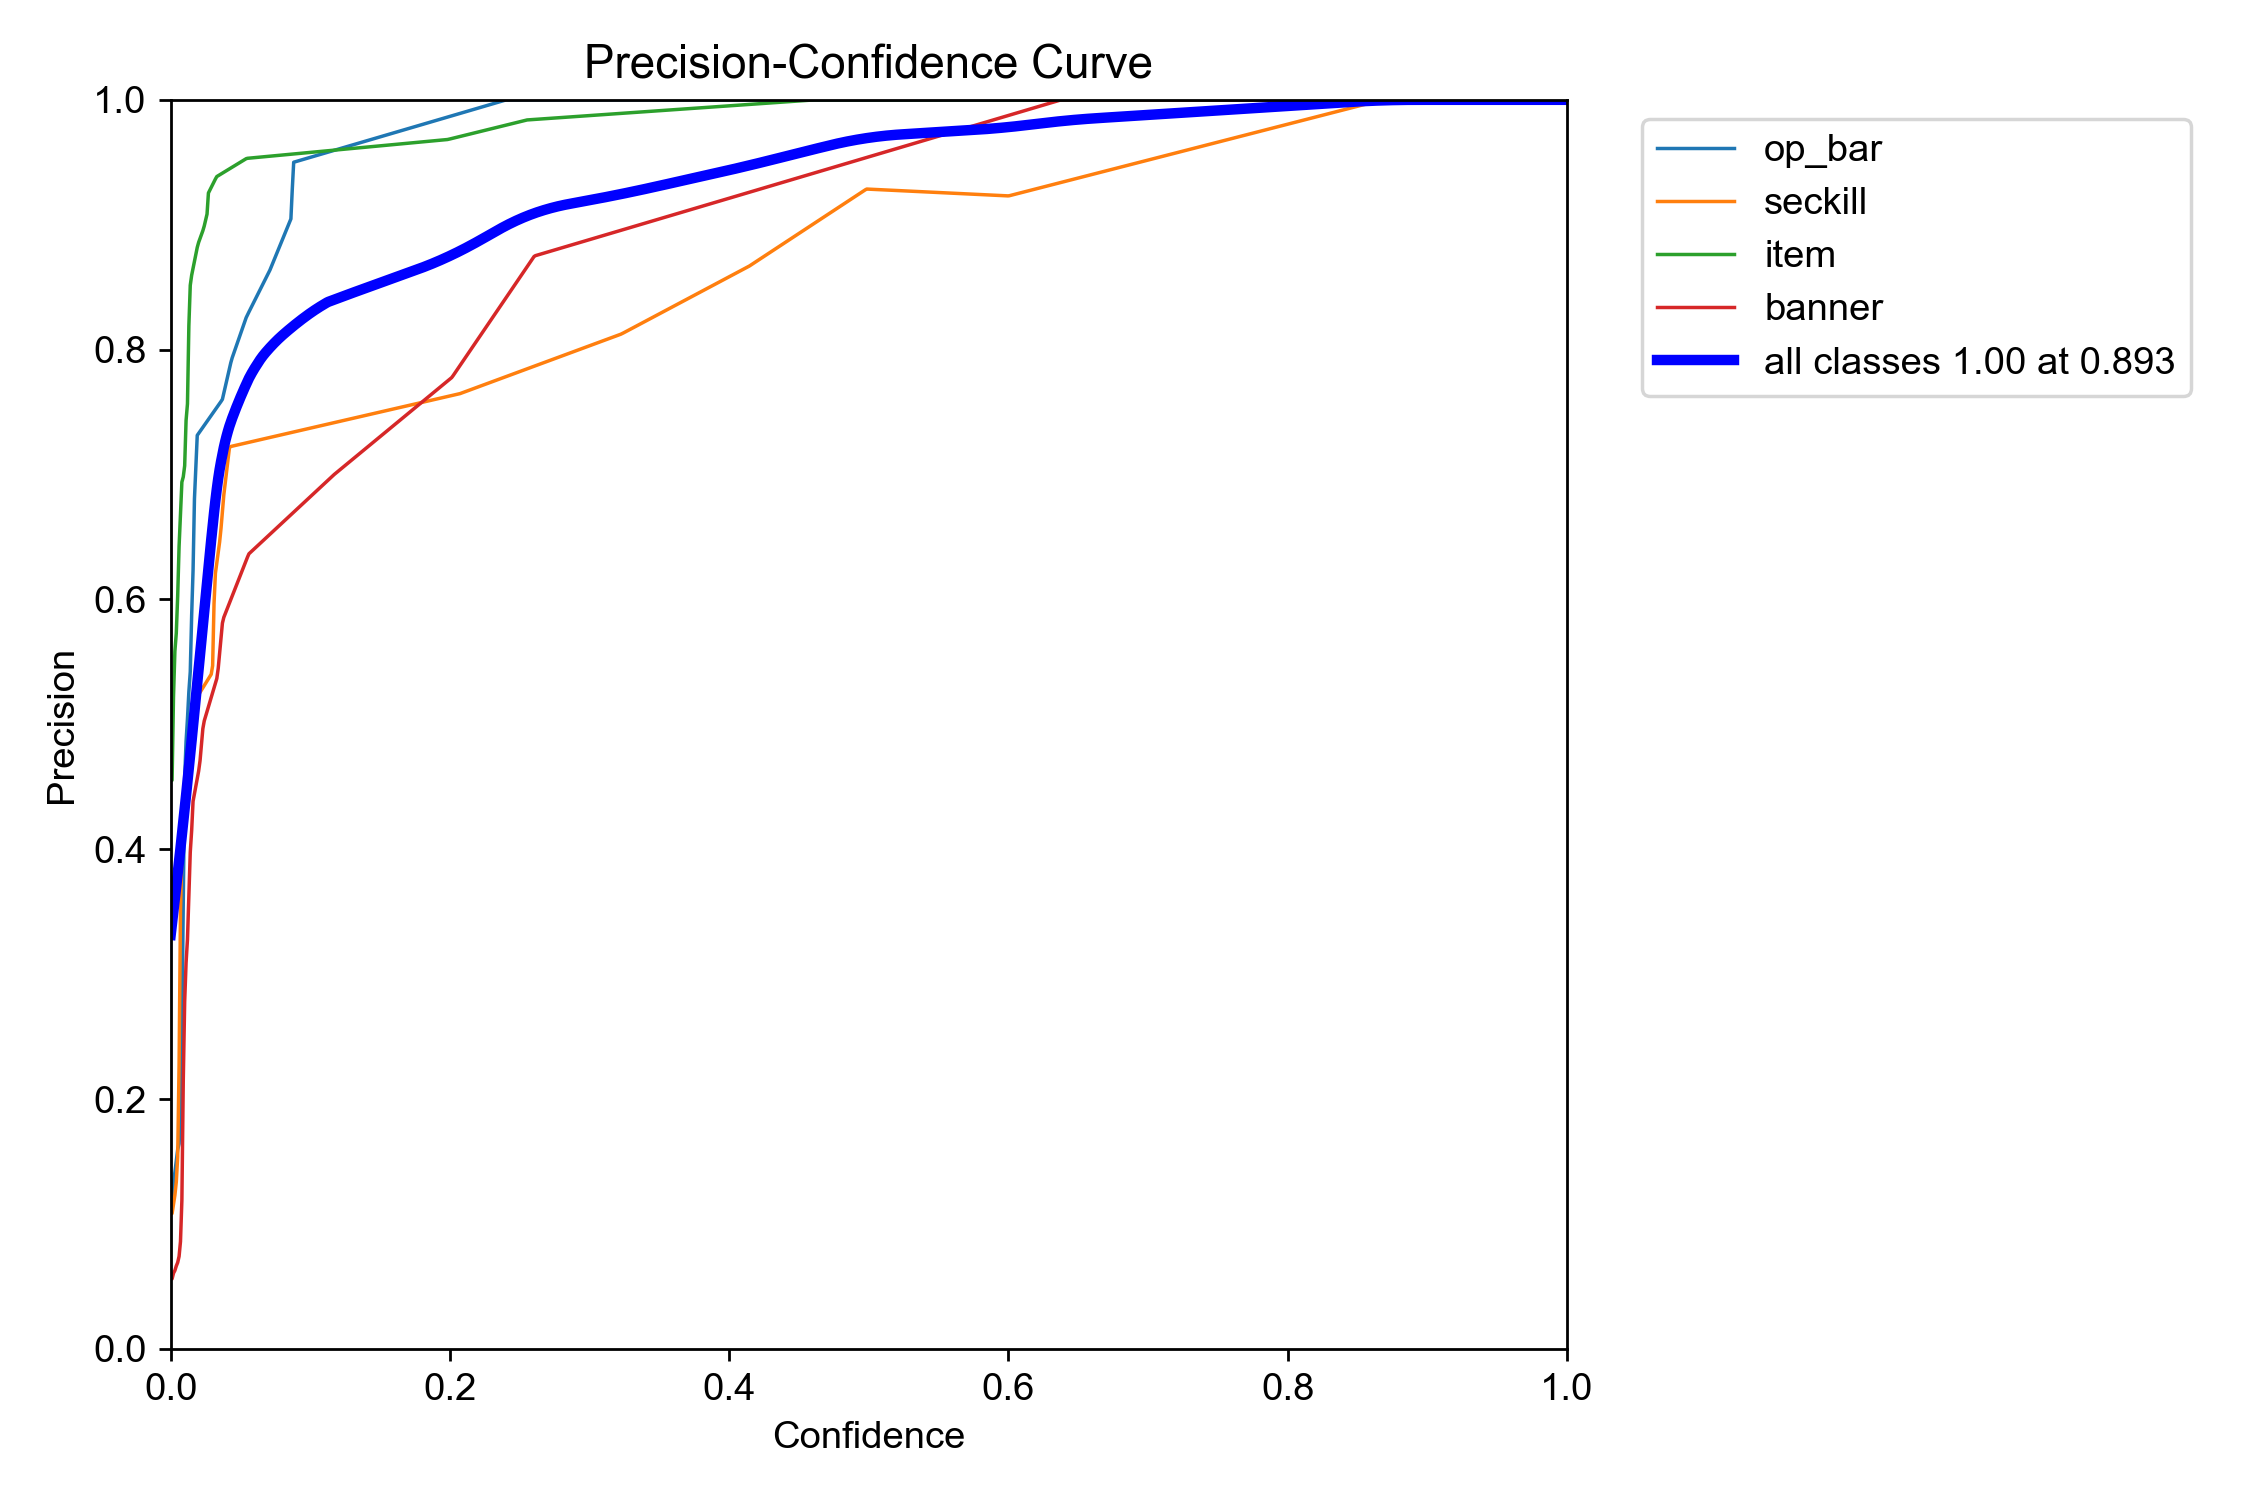 Precision-Confidence Curve
1.0
0.8
0.6
0.4
0.2
0.0
Precision
0.0 0.2 0.4 0.6 0.8 1.0
Confidence
op_bar
seckill
item
banner
all classes 1.00 at 0.893